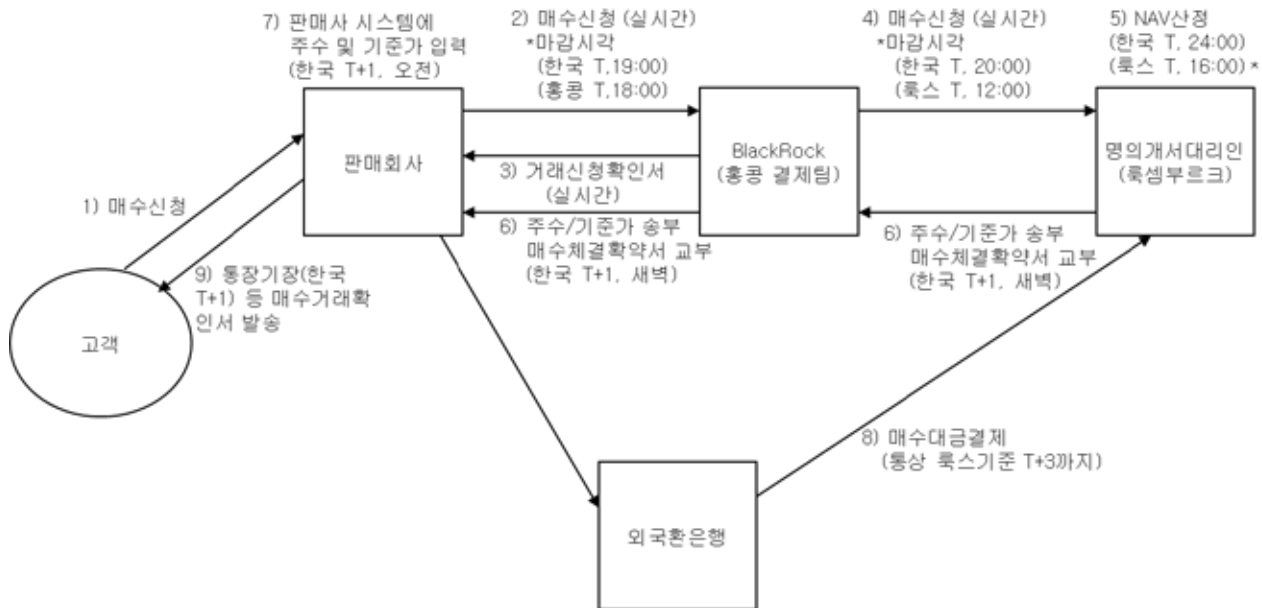 7) 판매사 시스템에
주수 및 기준가 입력
(한국 T+1, 오전)
2) 매수신청 (실시간)
*마감시각
(한국 T,19:00)
(홍콩 T,18:00)
4) 매수신청 (실시간)
*마감시각
(한국 T, 20:00)
(룩스 T, 12:00)
5) NAV산정
(한국 T, 24:00)
(룩스 T, 16:00)*
판매회사
BlackRock
(홍콩 결제팀)
명의개서대리인
(룩셈부르크)
3) 거래신청확인서
(실시간)
1) 매수신청
6) 주수/기준가 송부
매수체결확약서 교부
(한국 T+1, 새벽)
6) 주수/기준가 송부
매수체결확약서 교부
(한국 T+1, 새벽)
9) 통장기장(한국
T+1) 등 매수거래확
인서 발송
고객
8) 매수대금결제
(통상 룩스기준 T+3까지)
외국환은행